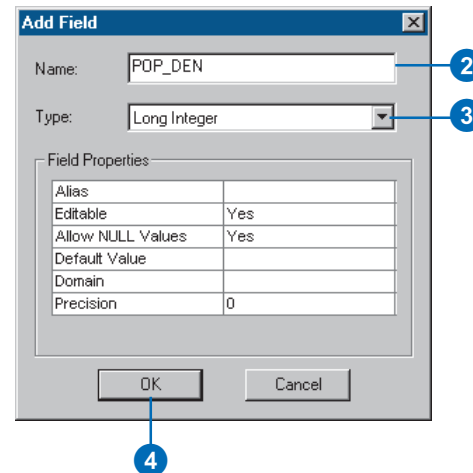 Add Field
Name: POP_DEN
2
Type: Long Integer
3
Field Properties
Alias
Editable Yes
Allow NULL Values Yes
Default Value
Domain
Precision 0
OK Cancel
4